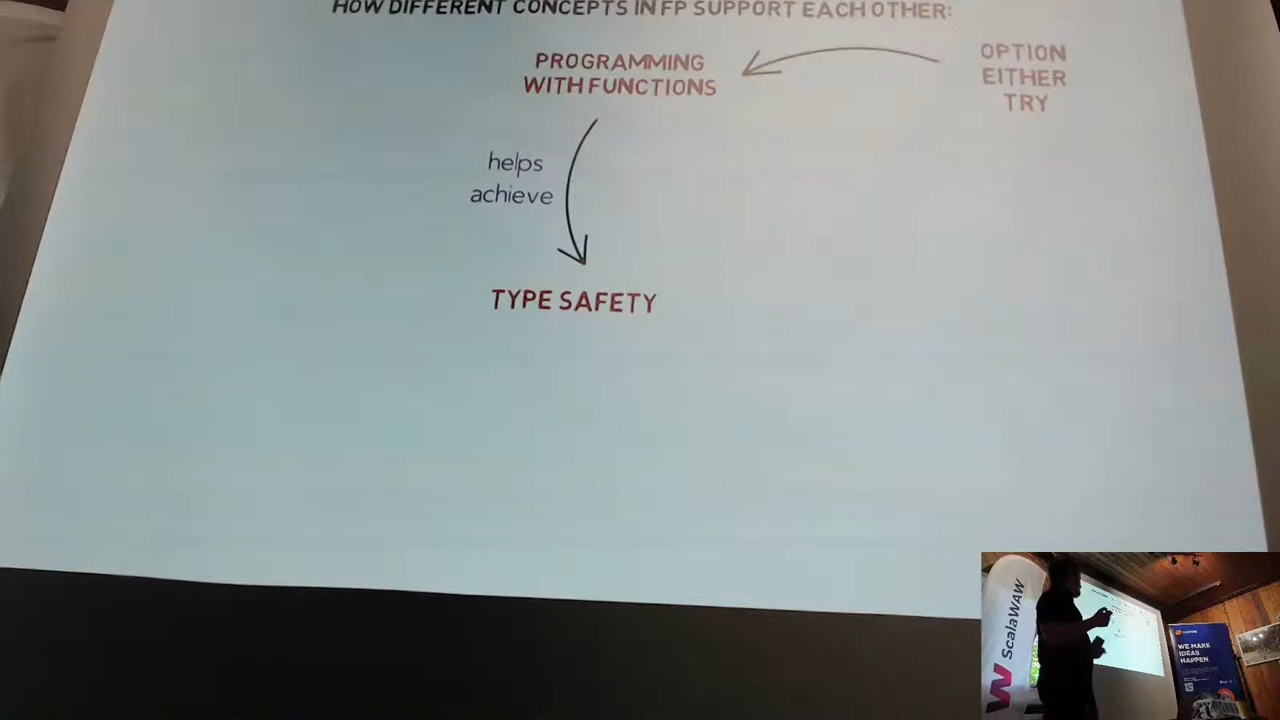 HOW DIFFERENT CONCEPTS IN FP SUPPORT EACH OTHER:
PROGRAMMING
WITH FUNCTIONS
OPTION
EITHER
TRY
helps
achieve
TYPE SAFETY
ScalaWAW
WE MAKE
IDEAS
HAPPEN